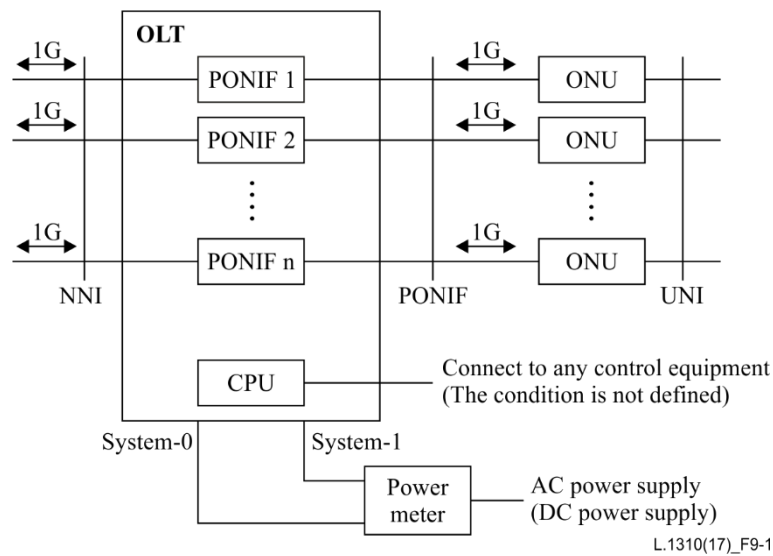 OLT
1G
1G
PONIF 1
ONU
1G
1G
PONIF 2
ONU
1G
1G
PONIF n
ONU
NNI
PONIF
UNI
CPU
Connect to any control equipment
(The condition is not defined)
System-0
System-1
Power
meter
AC power supply
(DC power supply)
L.1310(17)_F9-1